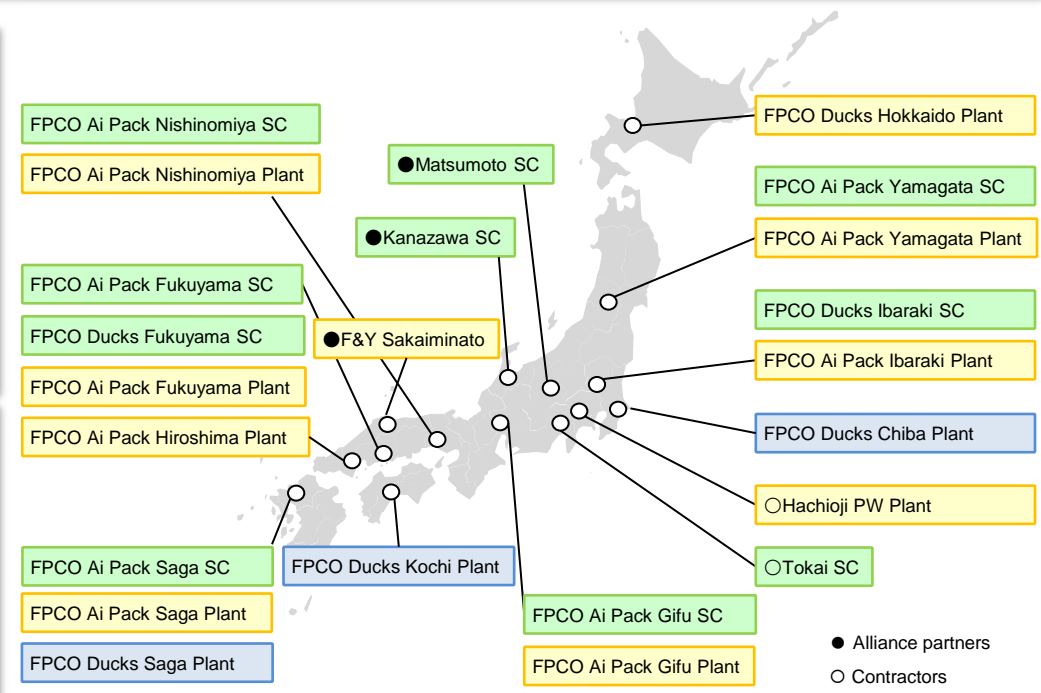 FPCO Ai Pack Nishinomiya SC
FPCO Ai Pack Nishinomiya Plant
●Matsumoto SC
●Kanazawa SC
FPCO Ai Pack Fukuyama SC
FPCO Ducks Fukuyama SC
●F&Y Sakaiminato
FPCO Ai Pack Fukuyama Plant
FPCO Ai Pack Hiroshima Plant
FPCO Ai Pack Saga SC
FPCO Ai Pack Saga Plant
FPCO Ducks Saga Plant
FPCO Ducks Kochi Plant
FPCO Ai Pack Gifu SC
FPCO Ai Pack Gifu Plant
FPCO Ducks Hokkaido Plant
FPCO Ai Pack Yamagata SC
FPCO Ai Pack Yamagata Plant
FPCO Ducks Ibaraki SC
FPCO Ai Pack Ibaraki Plant
FPCO Ducks Chiba Plant
○Hachioji PW Plant
○Tokai SC
● Alliance partners
○ Contractors